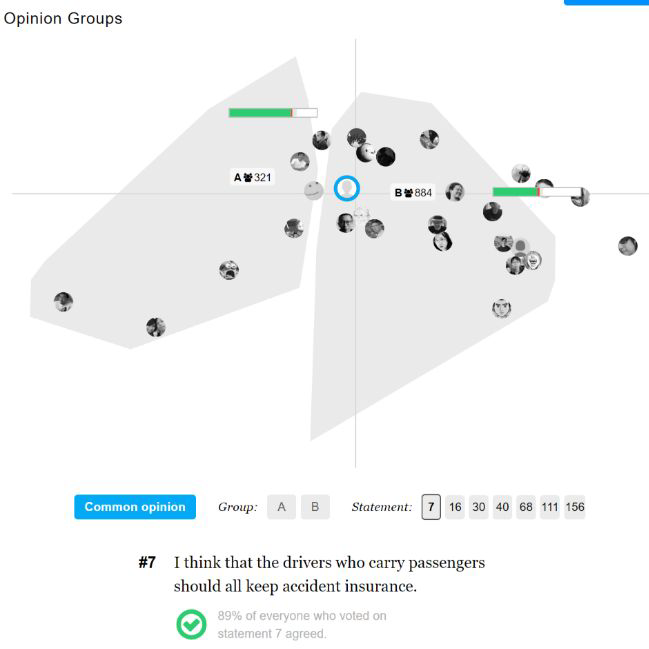 Opinion Groups
A 321
B 884
Common opinion Group: A B Statement: 7 16 30 40 68 111 156
#7 I think that the drivers who carry passengers
should all keep accident insurance.
89% of everyone who voted on
statement 7 agreed.